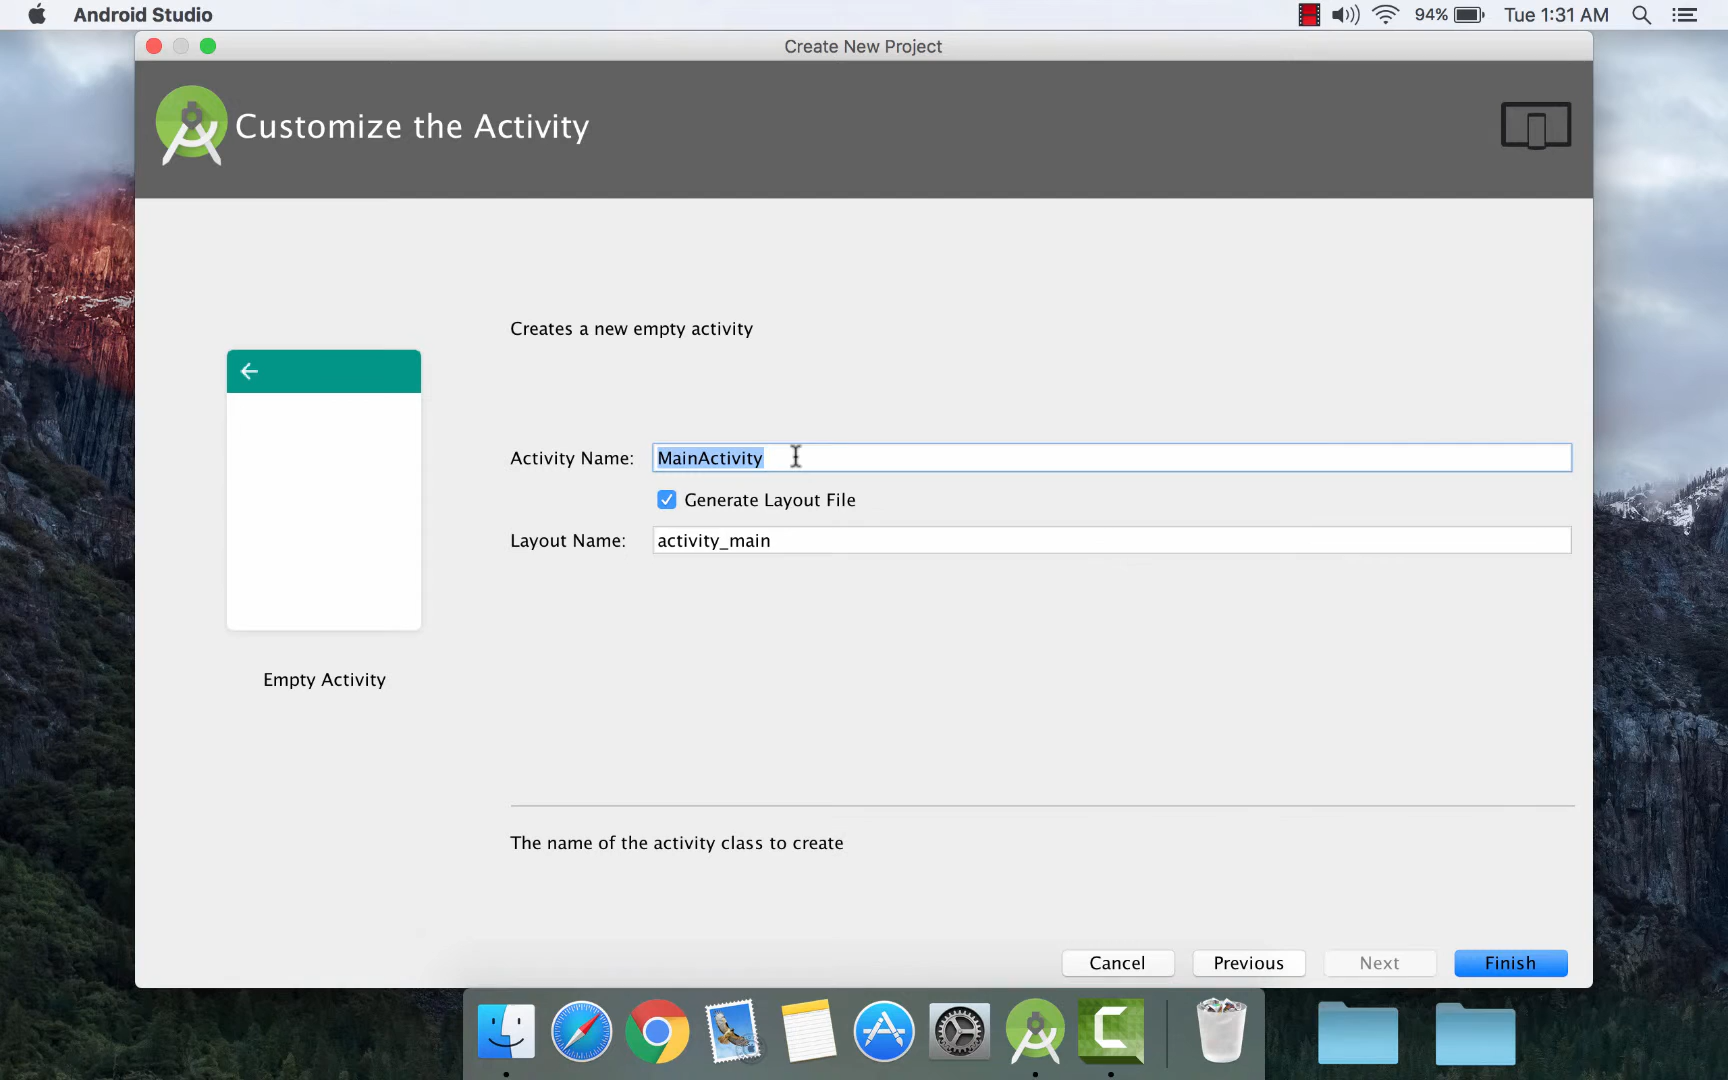 Android Studio
94%
Tue 1:31 AM
Create New Project
Customize the Activity
Creates a new empty activity
Activity Name:
MainActivity
Generate Layout File
Layout Name:
activity_main
Empty Activity
The name of the activity class to create
Cancel
Previous
Next
Finish